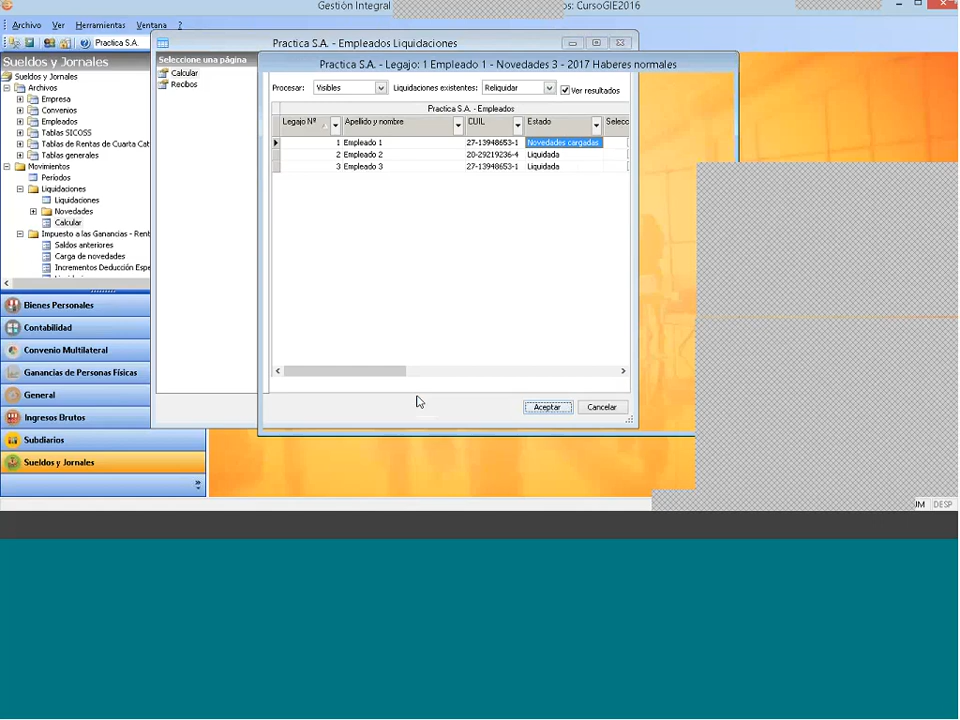 Gestión Integral
os: CursoGIE2016
Archivo Ver Herramientas Ventana ?
Practica S.A.
Sueldos y Jornales
Sueldos y Jornales
Archivos
Empresa
Convenios
Empleados
Tablas SICOSS
Tablas de Rentas de Cuarta Cat
Tablas generales
Movimientos
Períodos
Liquidaciones
Liquidaciones
Novedades
Calcular
Impuesto a las Ganancias - Rent
Saldos anteriores
Carga de novedades
Incrementos Deducción Espe
Bienes Personales
Contabilidad
Convenio Multilateral
Ganancias de Personas Físicas
General
Ingresos Brutos
Subdiarios
Sueldos y Jornales
Practica S.A. - Empleados Liquidaciones
Seleccione una página
Calcular
Recibos
Practica S.A. - Legajo: 1 Empleado 1 - Novedades 3 - 2017 Haberes normales
Procesar: Visibles Liquidaciones existentes: Reliquidar Ver resultados
Practica S.A. - Empleados
Legajo Nº Apellido y nombre CUIL Estado Selecc
1 Empleado 1 27-13948653-1 Novedades cargadas
2 Empleado 2 20-29219236-4 Liquidada
3 Empleado 3 27-13948653-1 Liquidada
Aceptar Cancelar
IM DESP